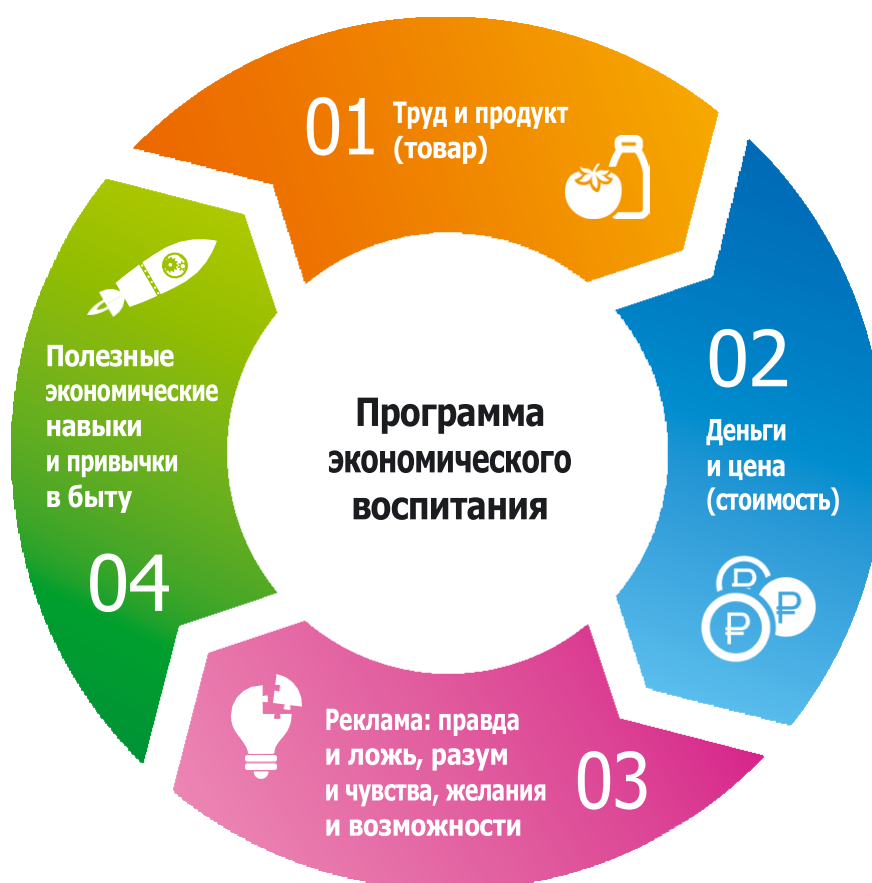 01
Труд и продукт
(товар)
02
Деньги
и цена
(стоимость)
₽
₽
₽
Реклама: правда
и ложь, разум
и чувства, желания
и возможности
03
Полезные
экономические
навыки
и привычки
в быту
04
Программа
экономического
воспитания